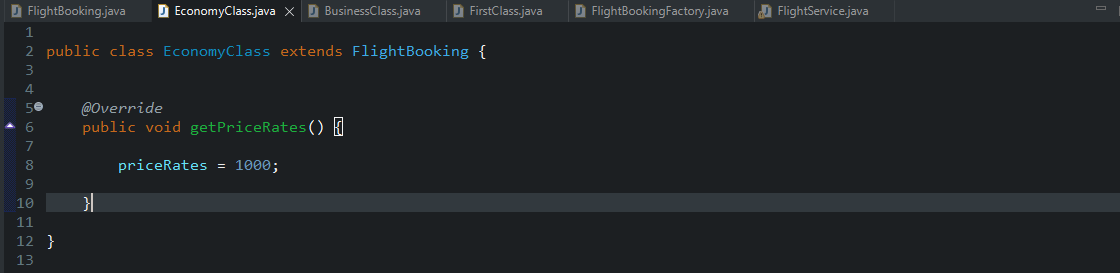 FlightBooking.java EconomyClass.java BusinessClass.java FirstClass.java FlightBookingFactory.java FlightService.java
1
2 public class EconomyClass extends FlightBooking {
3
4
5 @Override
6 public void getPriceRates() {
7
8 priceRates = 1000;
9
10 }
11
12 }
13